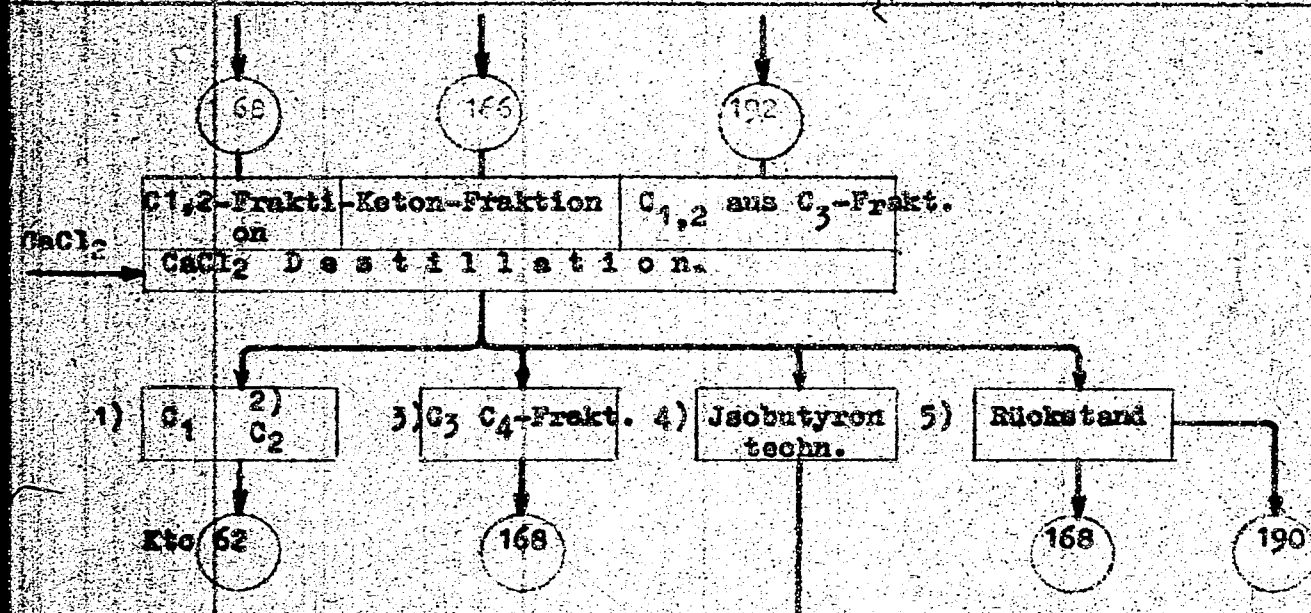 168 166 192
C1,2-Frakti- Keton-Fraktion C1,2 aus C3-Frakt.
on
CaCl2
CaCl2 Destillation.
1) C1 2) C2 3) C3 C4-Frakt. 4) Jsobutyron 5) Rückstand
techn.
Kto 62 168 168 190